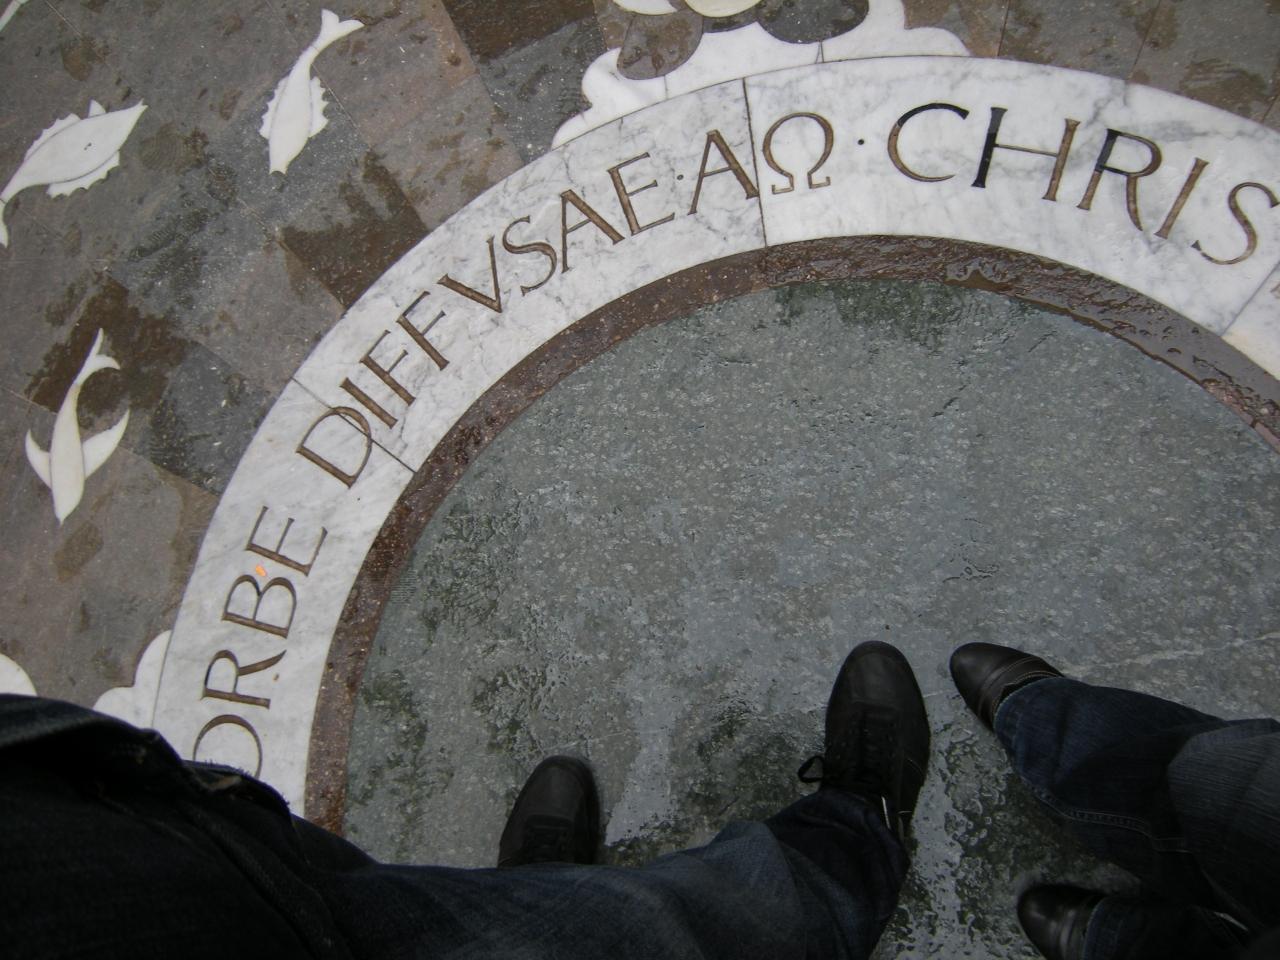 ORBE DIFFVSAE · AΩ · CHRIS